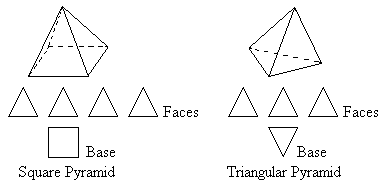 Faces
Base
Square Pyramid
Faces
Base
Triangular Pyramid